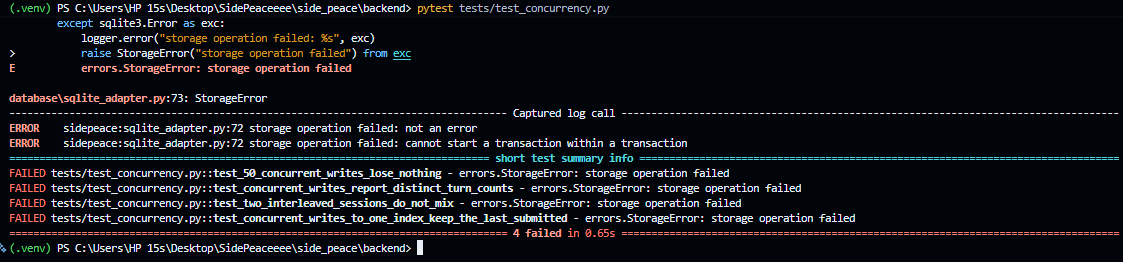 (.venv) PS C:\Users\HP 15s\Desktop\SidePeaceeee\side_peace\backend> pytest tests/test_concurrency.py
        except sqlite3.Error as exc:
            logger.error("storage operation failed: %s", exc)
>           raise StorageError("storage operation failed") from exc
E           errors.StorageError: storage operation failed

database\sqlite_adapter.py:73: StorageError
---------- Captured log call ----------
ERROR    sidepeace:sqlite_adapter.py:72 storage operation failed: not an error
ERROR    sidepeace:sqlite_adapter.py:72 storage operation failed: cannot start a transaction within a transaction
========== short test summary info ==========
FAILED tests/test_concurrency.py::test_50_concurrent_writes_lose_nothing - errors.StorageError: storage operation failed
FAILED tests/test_concurrency.py::test_concurrent_writes_report_distinct_turn_counts - errors.StorageError: storage operation failed
FAILED tests/test_concurrency.py::test_two_interleaved_sessions_do_not_mix - errors.StorageError: storage operation failed
FAILED tests/test_concurrency.py::test_concurrent_writes_to_one_index_keep_the_last_submitted - errors.StorageError: storage operation failed
========== 4 failed in 0.65s ==========
(.venv) PS C:\Users\HP 15s\Desktop\SidePeaceeee\side_peace\backend>